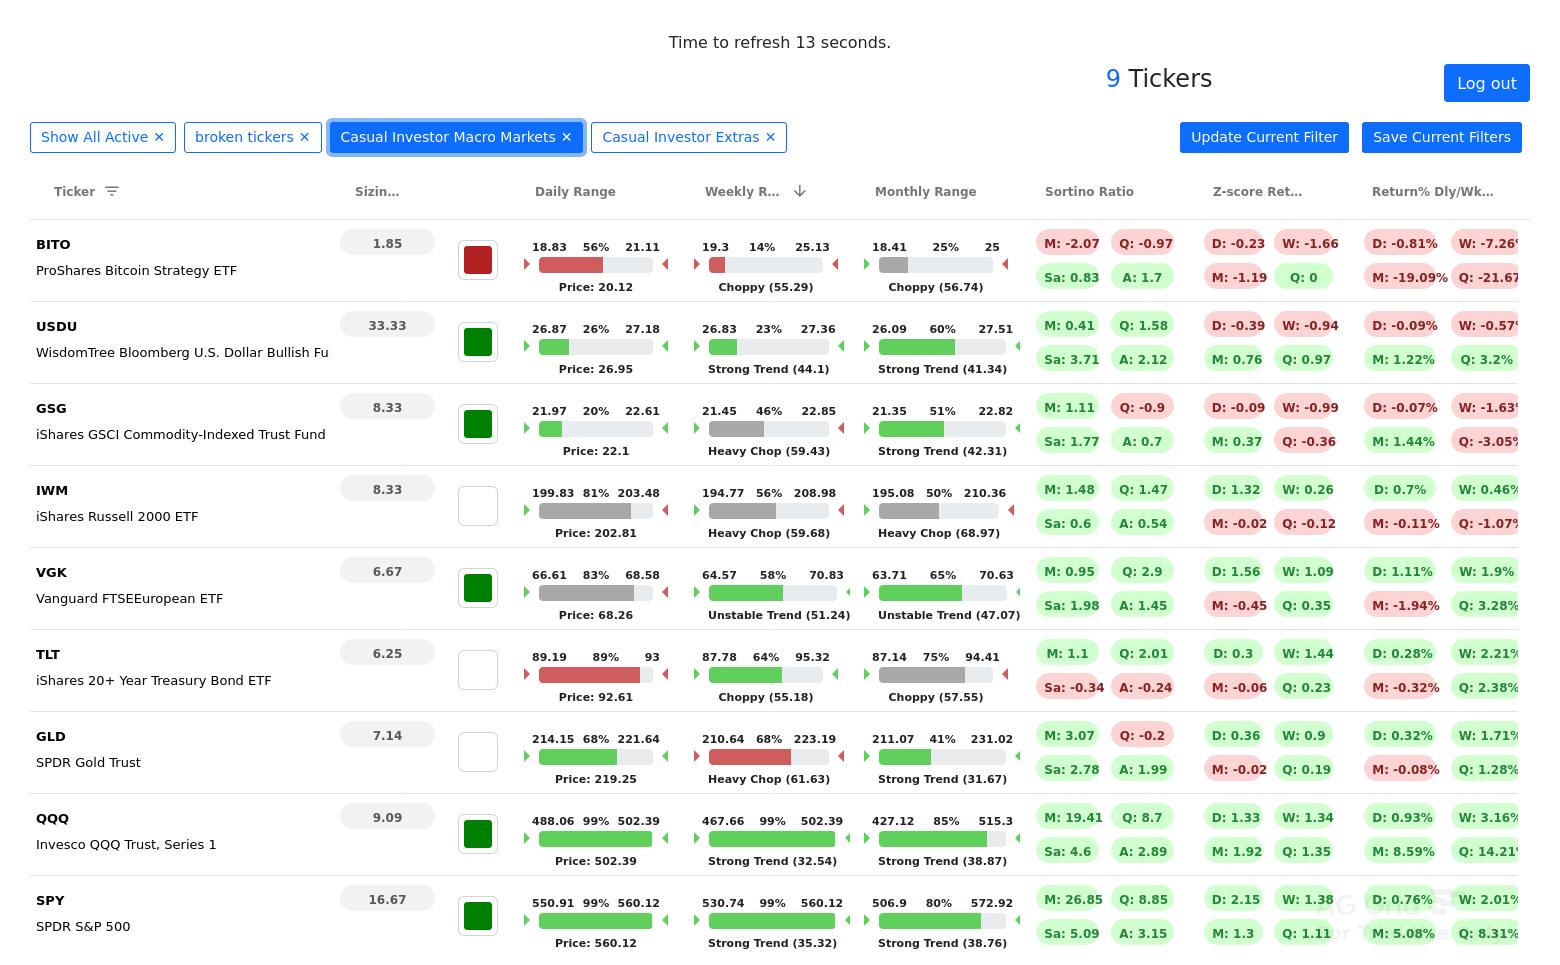 Time to refresh 13 seconds.
9 Tickers
Log out
Show All Active ✕ broken tickers ✕ Casual Investor Macro Markets ✕ Casual Investor Extras ✕ Update Current Filter Save Current Filters
Ticker Sizin... Daily Range Weekly R... Monthly Range Sortino Ratio Z-score Ret... Return% Dly/Wk...
BITO 1.85 18.83 56% 21.11 19.3 14% 25.13 18.41 25% 25 M: -2.07 Q: -0.97 D: -0.23 W: -1.66 D: -0.81% W: -7.26%
ProShares Bitcoin Strategy ETF Price: 20.12 Choppy (55.29) Choppy (56.74) Sa: 0.83 A: 1.7 M: -1.19 Q: 0 M: -19.09% Q: -21.67
USDU 33.33 26.87 26% 27.18 26.83 23% 27.36 26.09 60% 27.51 M: 0.41 Q: 1.58 D: -0.39 W: -0.94 D: -0.09% W: -0.57%
WisdomTree Bloomberg U.S. Dollar Bullish Fu Price: 26.95 Strong Trend (44.1) Strong Trend (41.34) Sa: 3.71 A: 2.12 M: 0.76 Q: 0.97 M: 1.22% Q: 3.2%
GSG 8.33 21.97 20% 22.61 21.45 46% 22.85 21.35 51% 22.82 M: 1.11 Q: -0.9 D: -0.09 W: -0.99 D: -0.07% W: -1.63%
iShares GSCI Commodity-Indexed Trust Fund Price: 22.1 Heavy Chop (59.43) Strong Trend (42.31) Sa: 1.77 A: 0.7 M: 0.37 Q: -0.36 M: 1.44% Q: -3.05%
IWM 8.33 199.83 81% 203.48 194.77 56% 208.98 195.08 50% 210.36 M: 1.48 Q: 1.47 D: 1.32 W: 0.26 D: 0.7% W: 0.46%
iShares Russell 2000 ETF Price: 202.81 Heavy Chop (59.68) Heavy Chop (68.97) Sa: 0.6 A: 0.54 M: -0.02 Q: -0.12 M: -0.11% Q: -1.07%
VGK 6.67 66.61 83% 68.58 64.57 58% 70.83 63.71 65% 70.63 M: 0.95 Q: 2.9 D: 1.56 W: 1.09 D: 1.11% W: 1.9%
Vanguard FTSEEuropean ETF Price: 68.26 Unstable Trend (51.24) Unstable Trend (47.07) Sa: 1.98 A: 1.45 M: -0.45 Q: 0.35 M: -1.94% Q: 3.28%
TLT 6.25 89.19 89% 93 87.78 64% 95.32 87.14 75% 94.41 M: 1.1 Q: 2.01 D: 0.3 W: 1.44 D: 0.28% W: 2.21%
iShares 20+ Year Treasury Bond ETF Price: 92.61 Choppy (55.18) Choppy (57.55) Sa: -0.34 A: -0.24 M: -0.06 Q: 0.23 M: -0.32% Q: 2.38%
GLD 7.14 214.15 68% 221.64 210.64 68% 223.19 211.07 41% 231.02 M: 3.07 Q: -0.2 D: 0.36 W: 0.9 D: 0.32% W: 1.71%
SPDR Gold Trust Price: 219.25 Heavy Chop (61.63) Strong Trend (31.67) Sa: 2.78 A: 1.99 M: -0.02 Q: 0.19 M: -0.08% Q: 1.28%
QQQ 9.09 488.06 99% 502.39 467.66 99% 502.39 427.12 85% 515.3 M: 19.41 Q: 8.7 D: 1.33 W: 1.34 D: 0.93% W: 3.16%
Invesco QQQ Trust, Series 1 Price: 502.39 Strong Trend (32.54) Strong Trend (38.87) Sa: 4.6 A: 2.89 M: 1.92 Q: 1.35 M: 8.59% Q: 14.21%
SPY 16.67 550.91 99% 560.12 530.74 99% 560.12 506.9 80% 572.92 M: 26.85 Q: 8.85 D: 2.15 W: 1.38 D: 0.76% W: 2.01%
SPDR S&P 500 Price: 560.12 Strong Trend (35.32) Strong Trend (38.76) Sa: 5.09 A: 3.15 M: 1.3 Q: 1.11 M: 5.08% Q: 8.31%